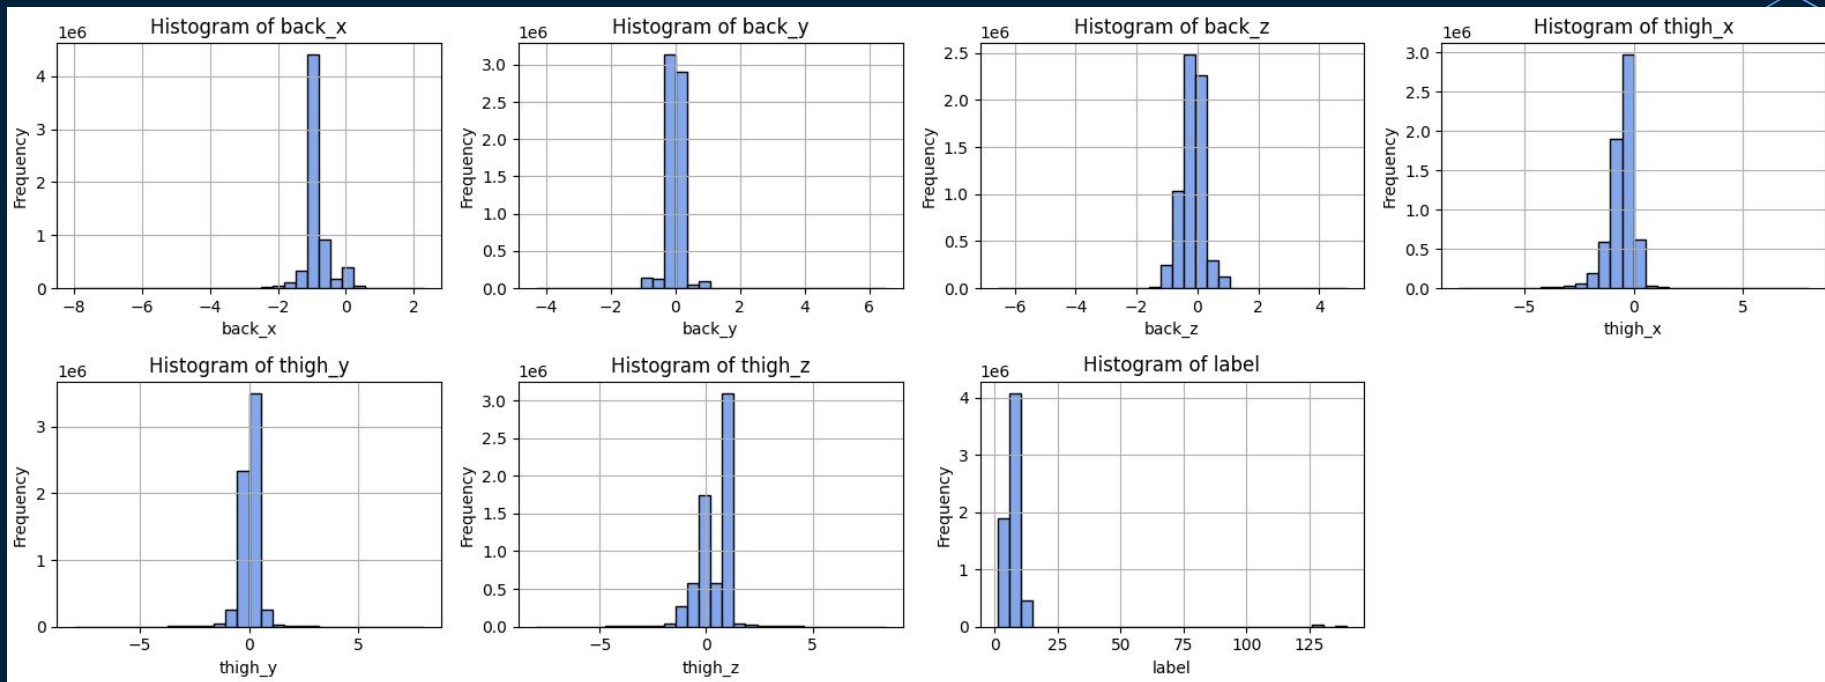 Histogram of back_x
1e6
Frequency
4
3
2
1
0
−8 −6 −4 −2 0 2
back_x
Histogram of back_y
1e6
Frequency
3.0
2.5
2.0
1.5
1.0
0.5
0.0
−4 −2 0 2 4 6
back_y
Histogram of back_z
1e6
Frequency
2.5
2.0
1.5
1.0
0.5
0.0
−6 −4 −2 0 2 4
back_z
Histogram of thigh_x
1e6
Frequency
3.0
2.5
2.0
1.5
1.0
0.5
0.0
−5 0 5
thigh_x
Histogram of thigh_y
1e6
Frequency
3
2
1
0
−5 0 5
thigh_y
Histogram of thigh_z
1e6
Frequency
3.0
2.5
2.0
1.5
1.0
0.5
0.0
−5 0 5
thigh_z
Histogram of label
1e6
Frequency
4
3
2
1
0
0 25 50 75 100 125
label